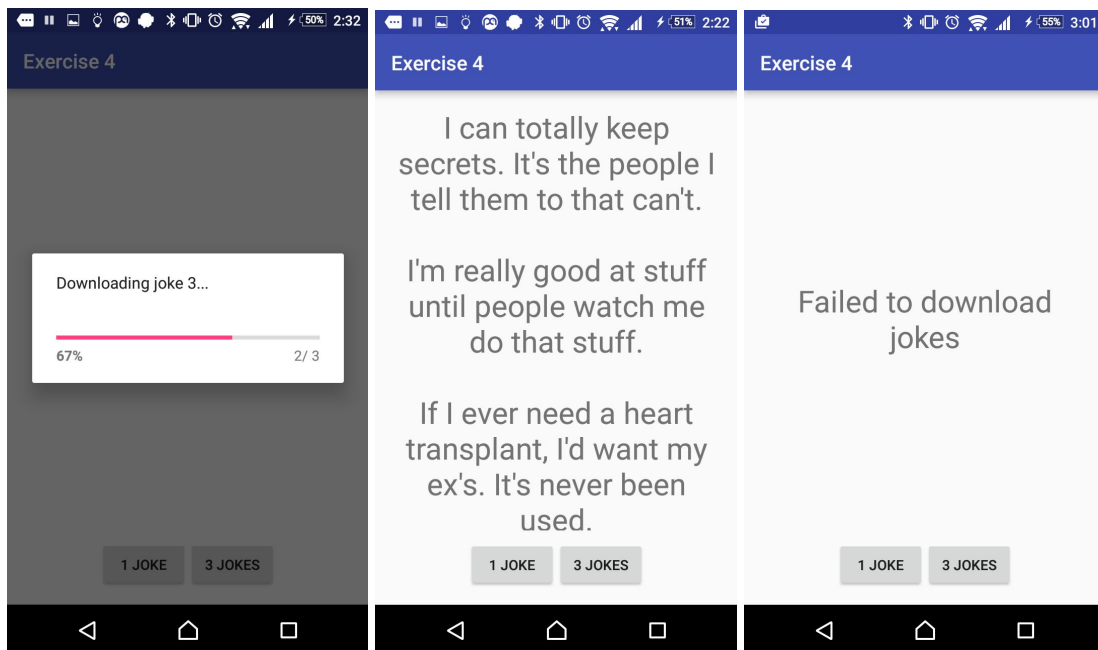 50% 2:32
Exercise 4
Downloading joke 3...
67% 2/ 3
1 JOKE 3 JOKES
51% 2:22
Exercise 4
I can totally keep
secrets. It's the people I
tell them to that can't.
I'm really good at stuff
until people watch me
do that stuff.
If I ever need a heart
transplant, I'd want my
ex's. It's never been
used.
1 JOKE 3 JOKES
55% 3:01
Exercise 4
Failed to download
jokes
1 JOKE 3 JOKES